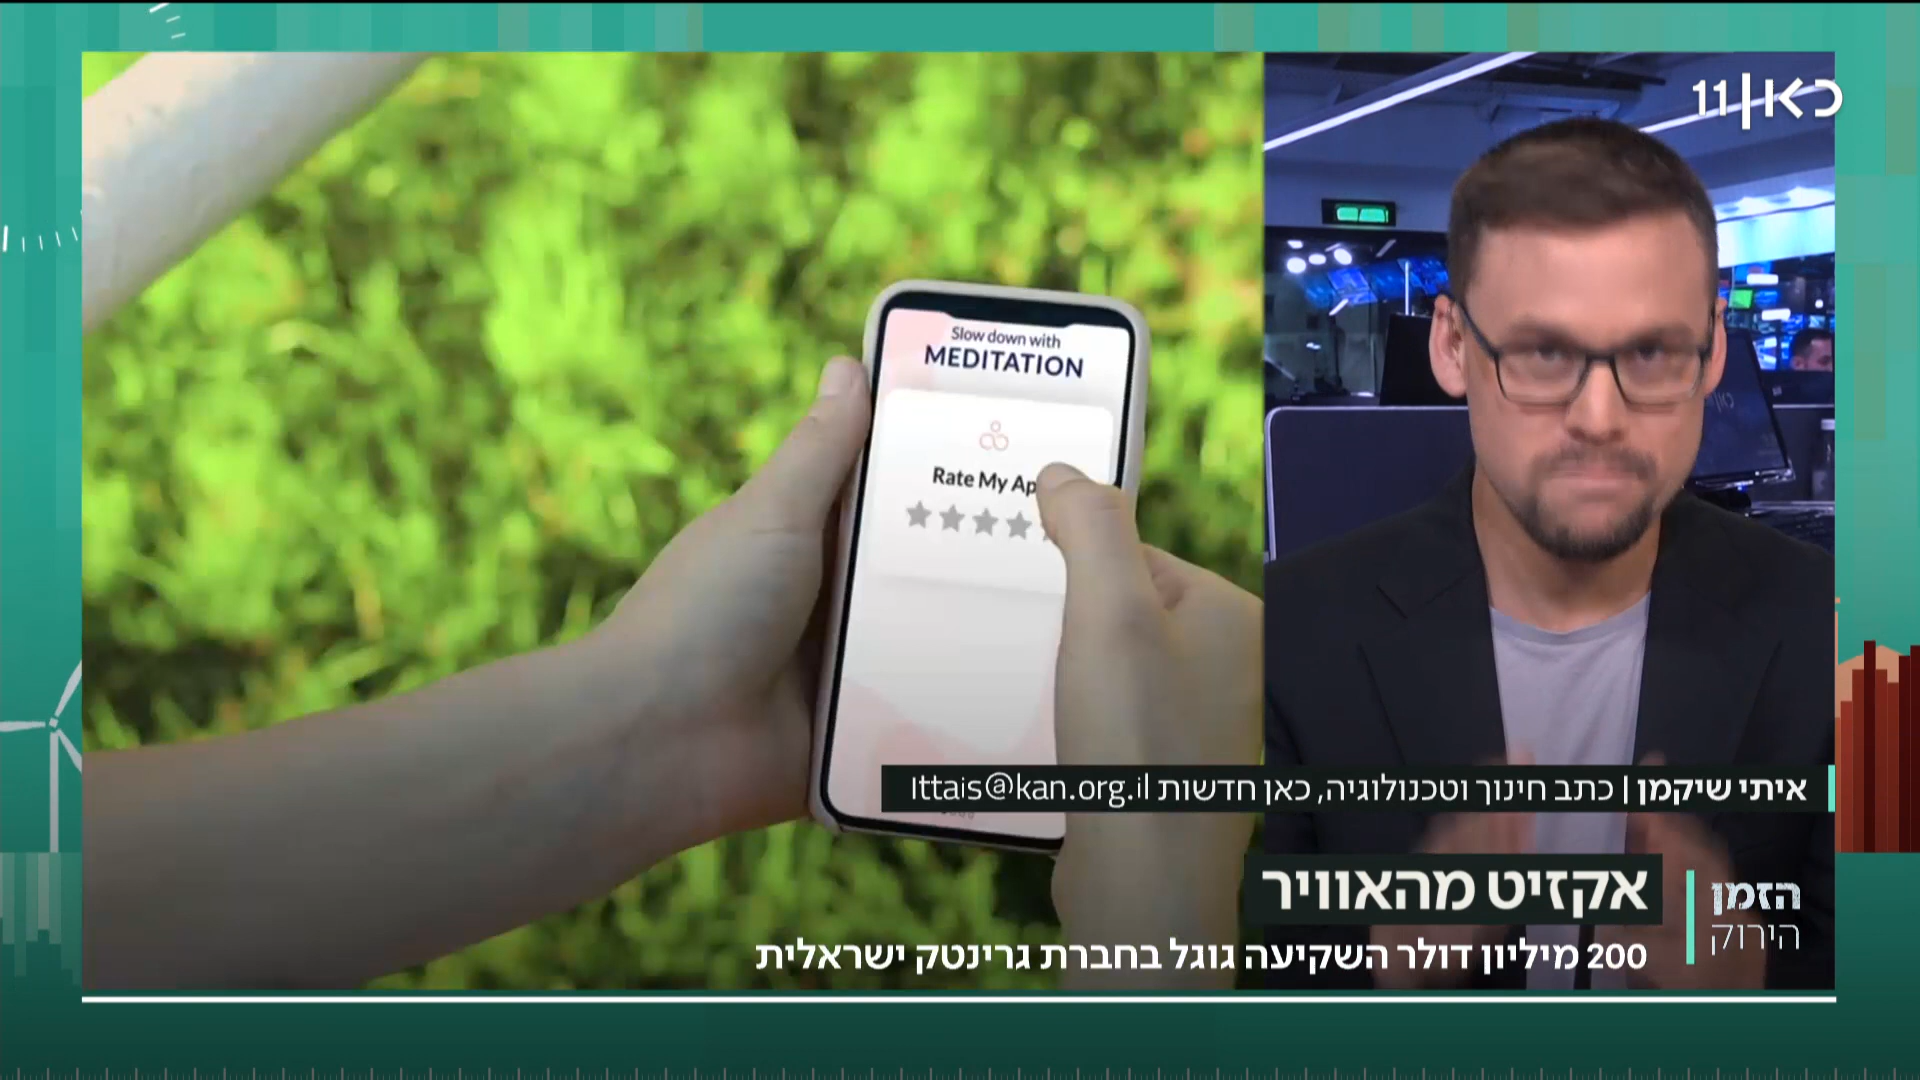 כאן 11
Slow down with
MEDITATION
Rate My Ap
איתי שיקמן | כתב חינוך וטכנולוגיה, כאן חדשות Ittais@kan.org.il
אקזיט מהאוויר
200 מיליון דולר השקיעה גוגל בחברת גרינטק ישראלית
הזמן
הירוק